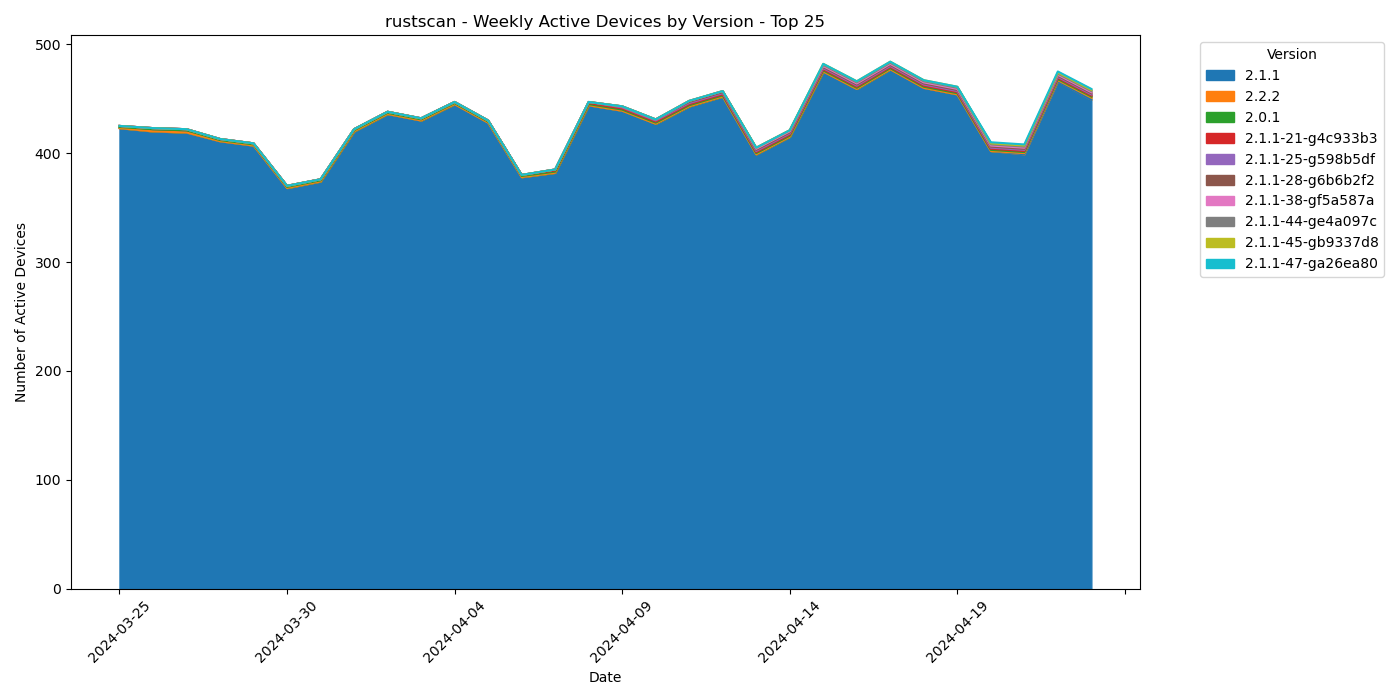 rustscan - Weekly Active Devices by Version - Top 25
Number of Active Devices
500
400
300
200
100
0
2024-03-25
2024-03-30
2024-04-04
2024-04-09
2024-04-14
2024-04-19
Date
Version
2.1.1
2.2.2
2.0.1
2.1.1-21-g4c933b3
2.1.1-25-g598b5df
2.1.1-28-g6b6b2f2
2.1.1-38-gf5a587a
2.1.1-44-ge4a097c
2.1.1-45-gb9337d8
2.1.1-47-ga26ea80